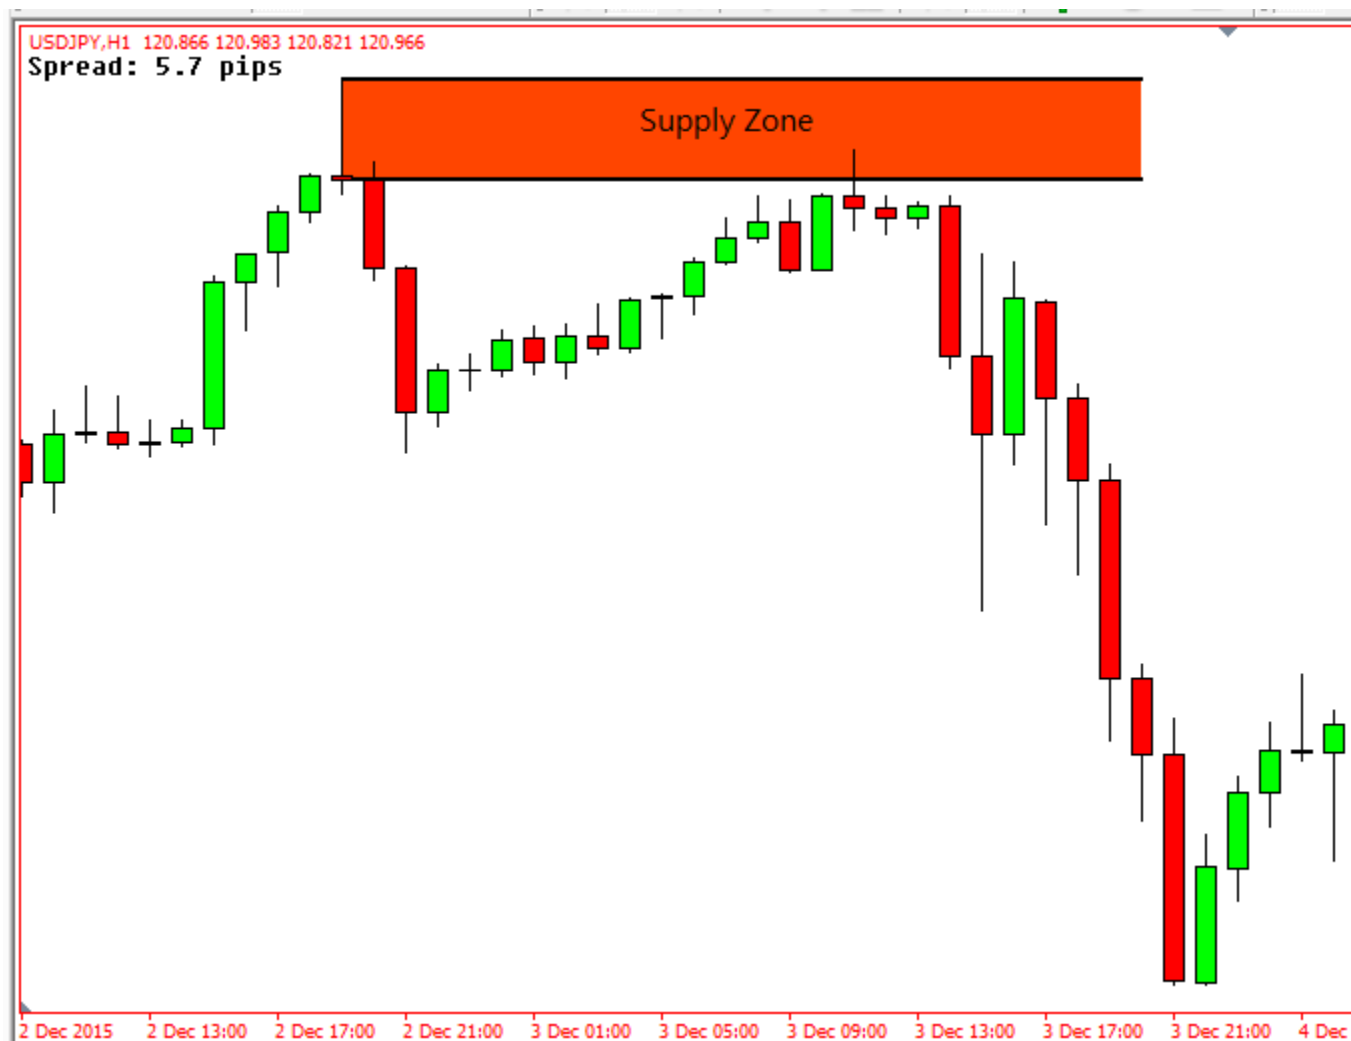 USDJPY,H1 120.866 120.983 120.821 120.966
Spread: 5.7 pips
Supply Zone
2 Dec 2015 2 Dec 13:00 2 Dec 17:00 2 Dec 21:00 3 Dec 01:00 3 Dec 05:00 3 Dec 09:00 3 Dec 13:00 3 Dec 17:00 3 Dec 21:00 4 Dec